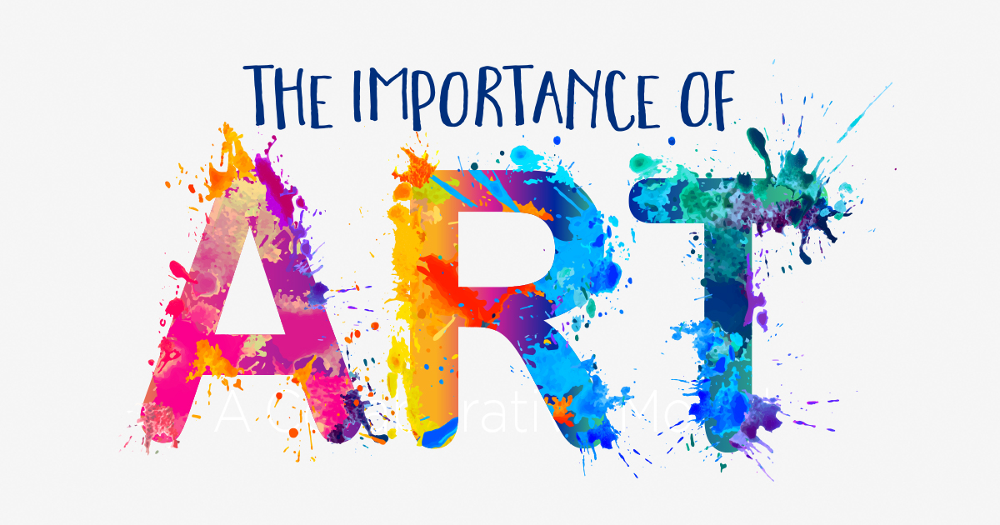 THE IMPORTANCE OF
ART
A